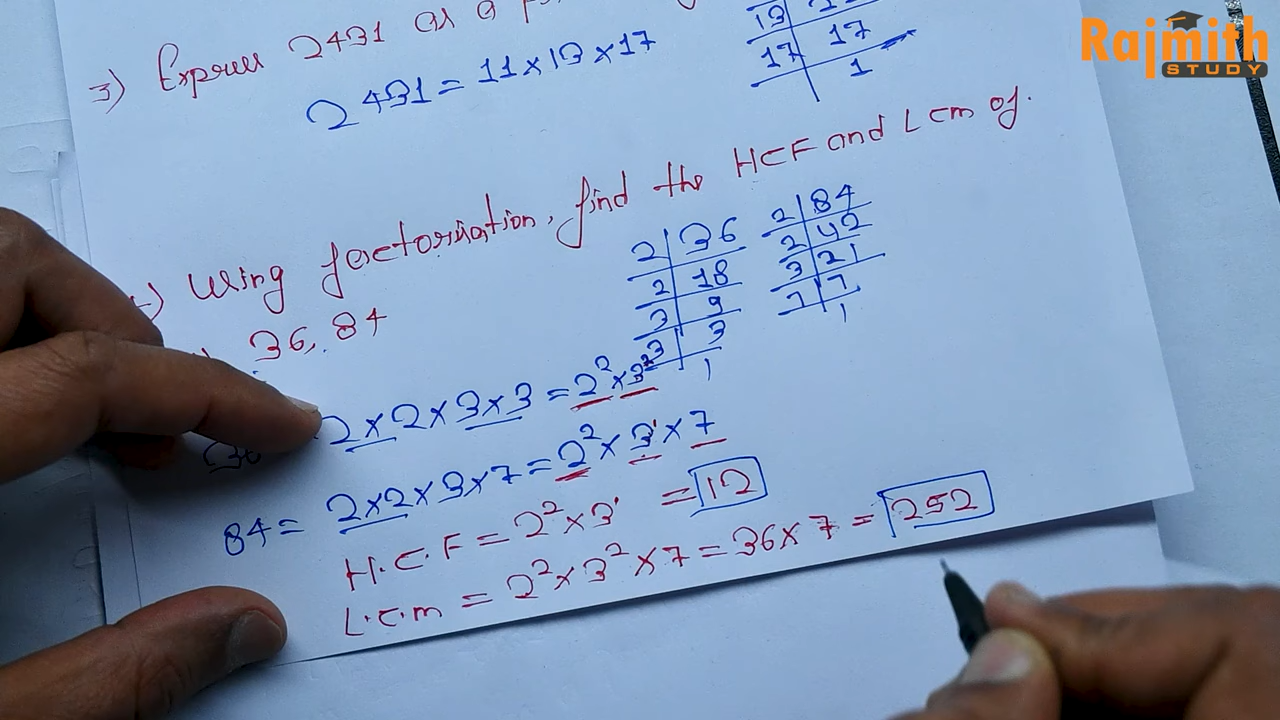 Rajmith
STUDY
3) Express 2431 as a
2431 = 11 × 13 × 17
13
17 | 17
1
Using factorisation, find the HCF and LCM of.
36, 84
2 | 36
2 | 18
3 | 9
3 | 3
1
2 | 84
2 | 42
3 | 21
7 | 7
1
2 × 2 × 3 × 3 = 2² × 3²
84 = 2 × 2 × 3 × 7 = 2² × 3¹ × 7
H.C.F = 2² × 3¹ = 12
L.C.M = 2² × 3² × 7 = 36 × 7 = 252